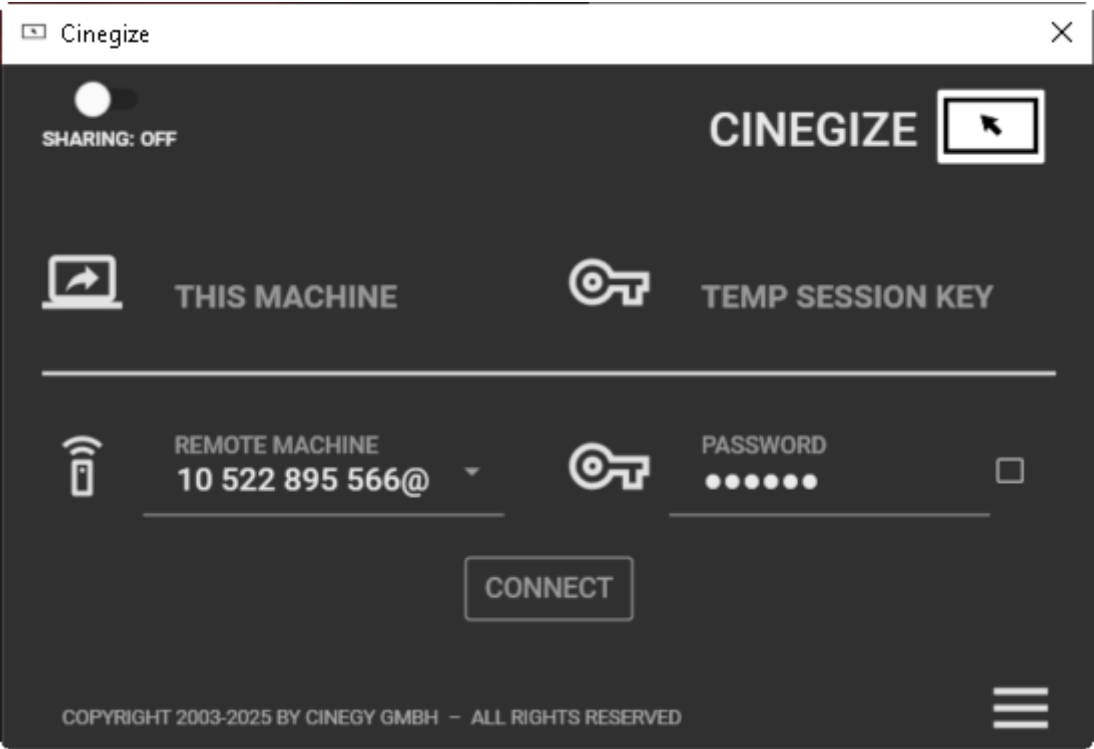 Cinegize
SHARING: OFF
CINEGIZE
THIS MACHINE
TEMP SESSION KEY
REMOTE MACHINE
10 522 895 566@
PASSWORD
●●●●●●
CONNECT
COPYRIGHT 2003-2025 BY CINEGY GMBH – ALL RIGHTS RESERVED